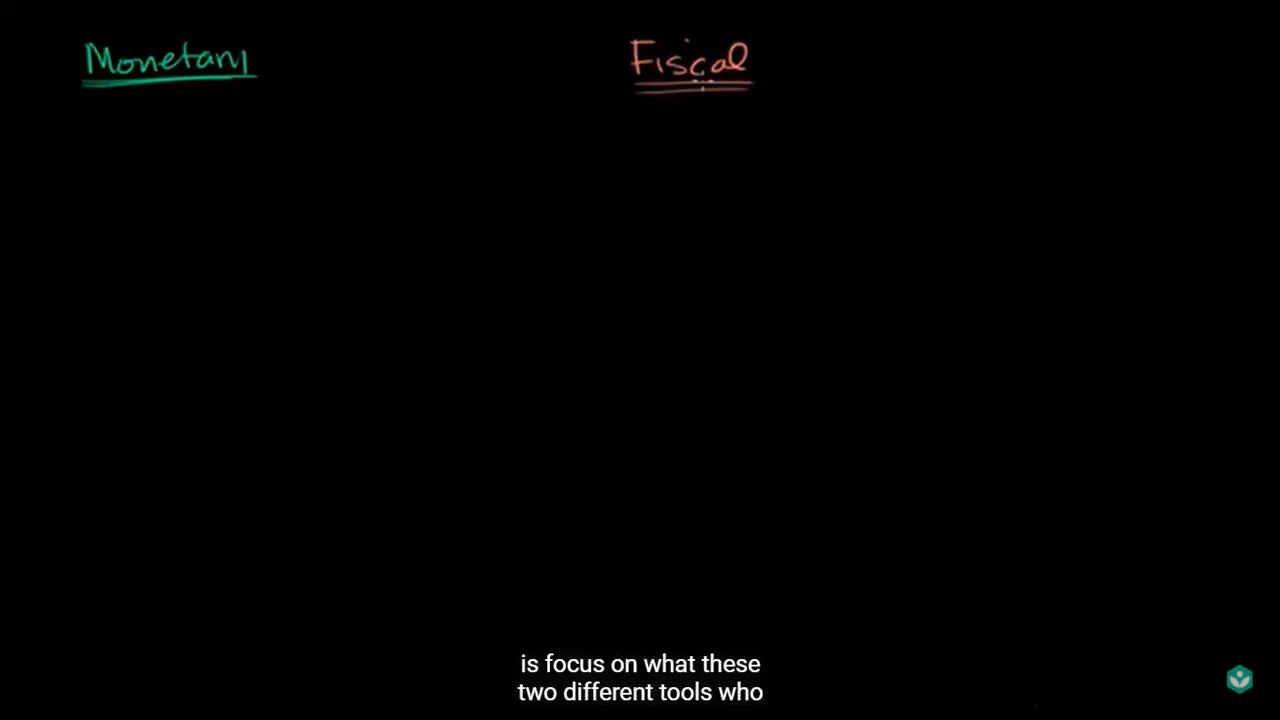 Monetary
Fiscal
is focus on what these
two different tools who